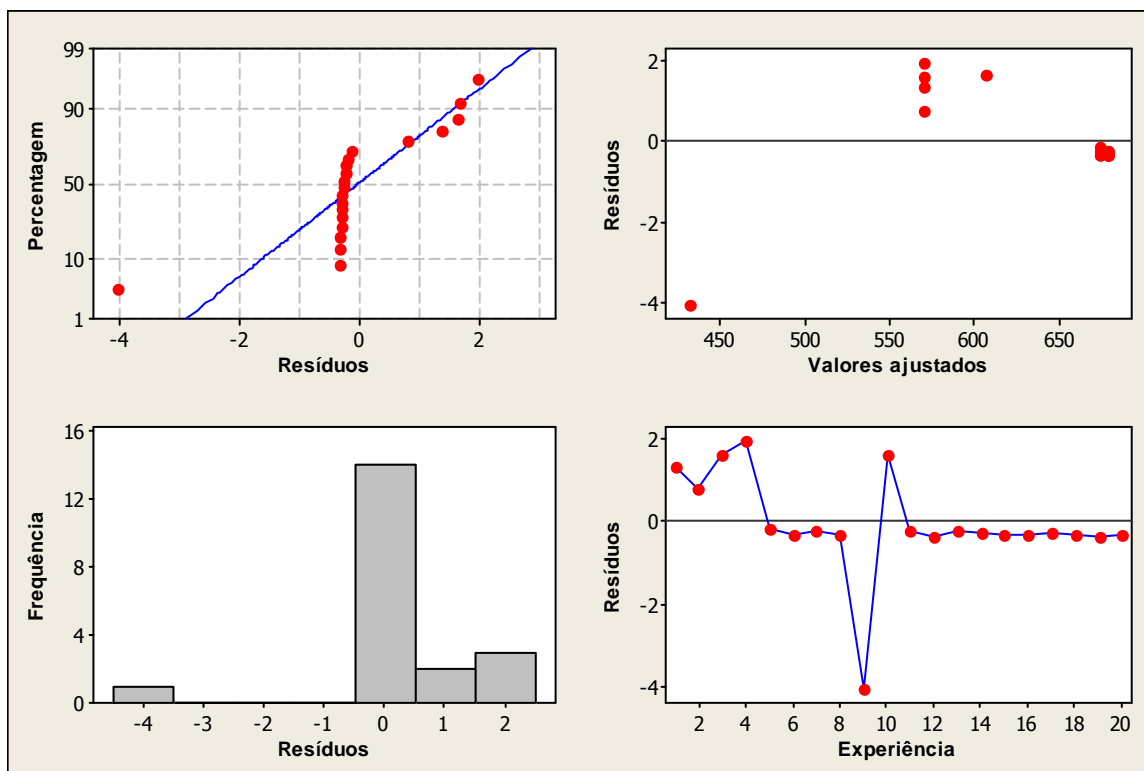 99
90
50
10
1
Percentagem
-4 -2 0 2
Resíduos
2
0
-2
-4
Resíduos
450 500 550 600 650
Valores ajustados
16
12
8
4
0
Frequência
-4 -3 -2 -1 0 1 2
Resíduos
2
0
-2
-4
Resíduos
2 4 6 8 10 12 14 16 18 20
Experiência